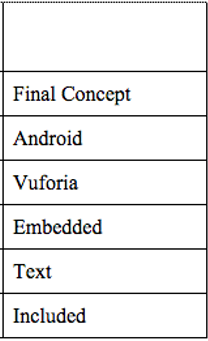 Final Concept
Android
Vuforia
Embedded
Text
Included